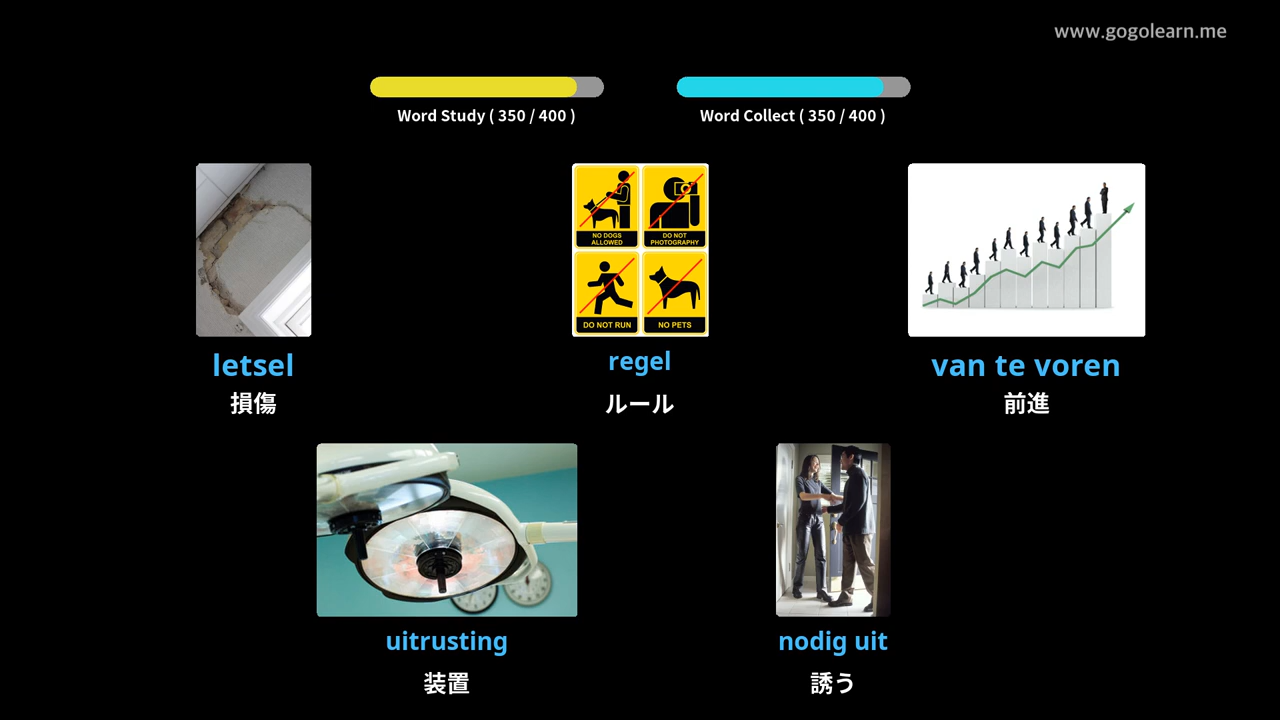 www.gogolearn.me
Word Study ( 350 / 400 )
Word Collect ( 350 / 400 )
NO DOGS
ALLOWED
DO NOT
PHOTOGRAPHY
DO NOT RUN
NO PETS
letsel
損傷
regel
ルール
van te voren
前進
uitrusting
装置
nodig uit
誘う